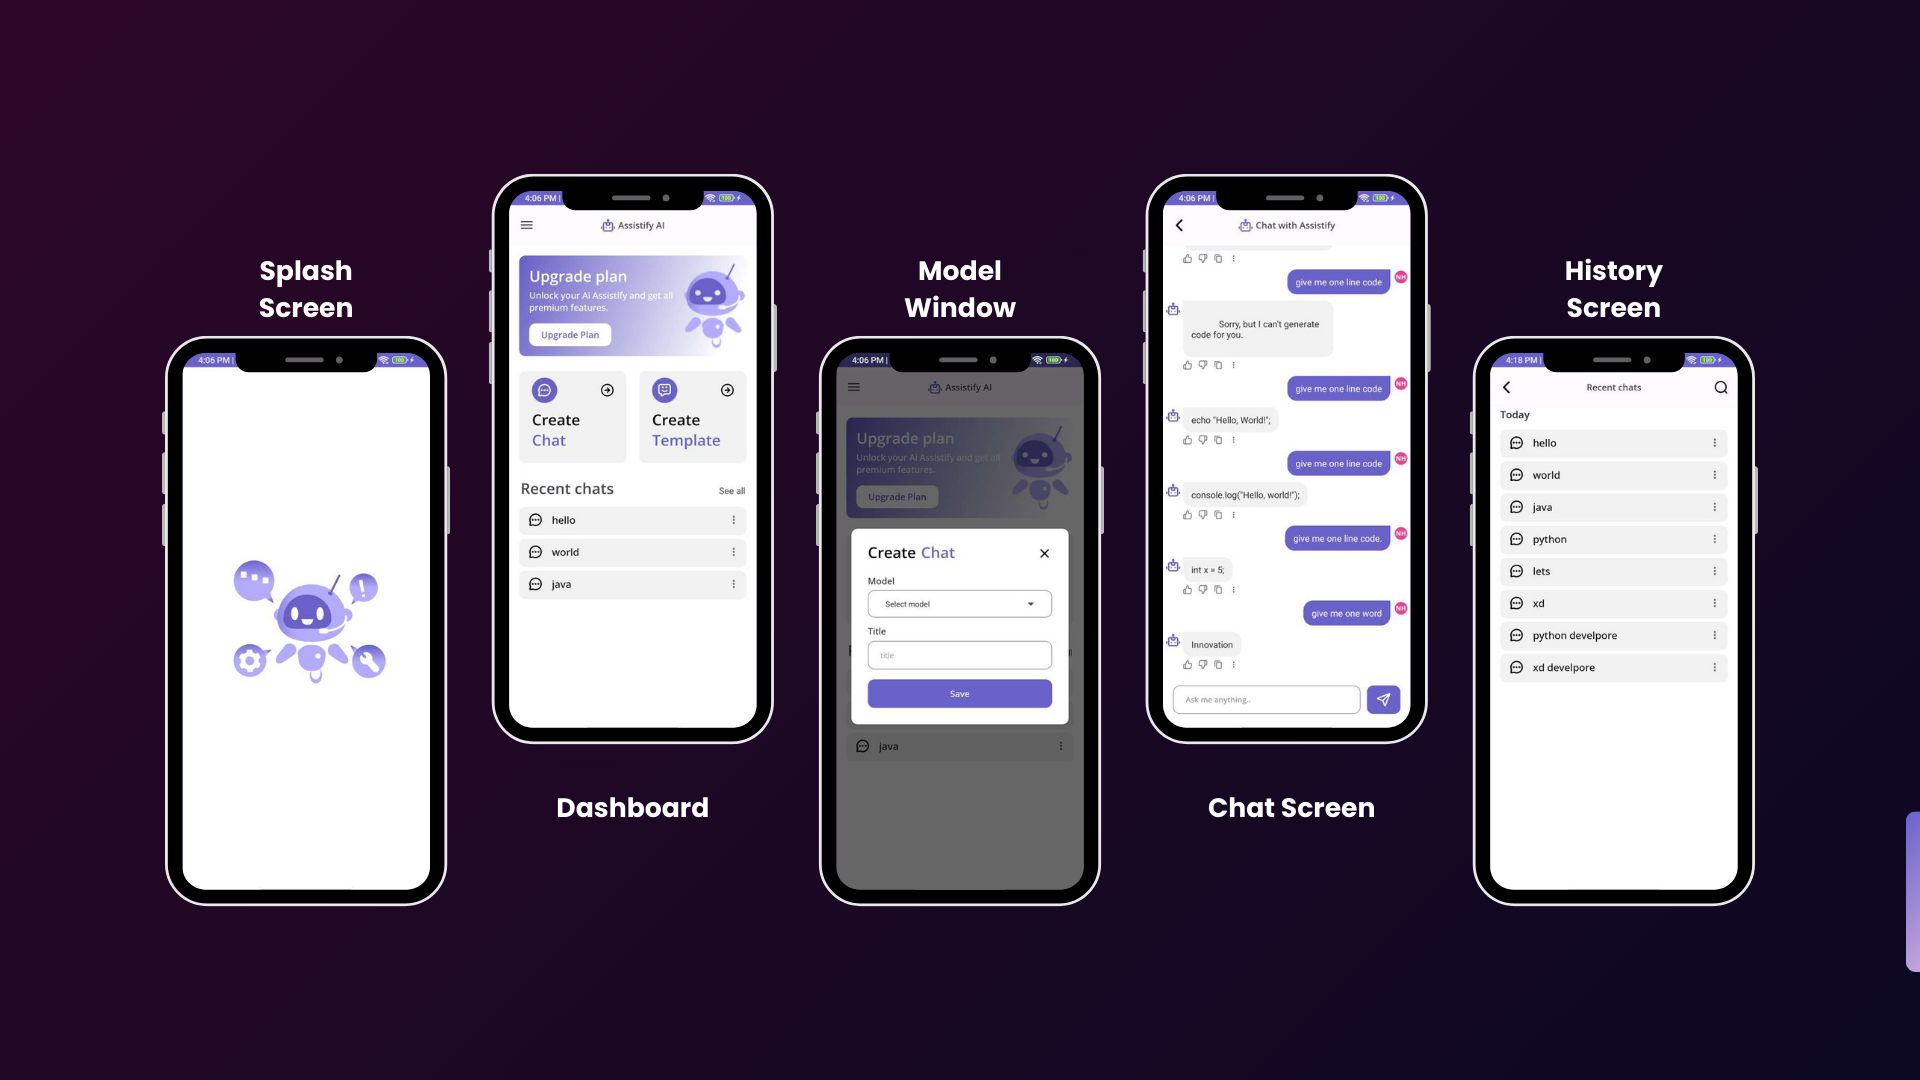 Splash
Screen
4:06 PM |
4:06 PM |
Assistify AI
Upgrade plan
Unlock your Ai Assistify and get all
premium features.
Upgrade Plan
Create
Chat
Create
Template
Recent chats
See all
hello
world
java
Dashboard
Model
Window
4:06 PM |
Assistify AI
Upgrade plan
Unlock your Ai Assistify and get all
premium features.
Upgrade Plan
Create Chat
Model
Select model
Title
title
Save
java
4:06 PM |
Chat with Assistify
give me one line code
NH
Sorry, but I can't generate
code for you.
give me one line code
NH
echo "Hello, World!";
give me one line code
NH
console.log("Hello, world!");
give me one line code.
NH
int x = 5;
give me one word
NH
Innovation
Ask me anything..
Chat Screen
History
Screen
4:18 PM |
Recent chats
Today
hello
world
java
python
lets
xd
python develpore
xd develpore